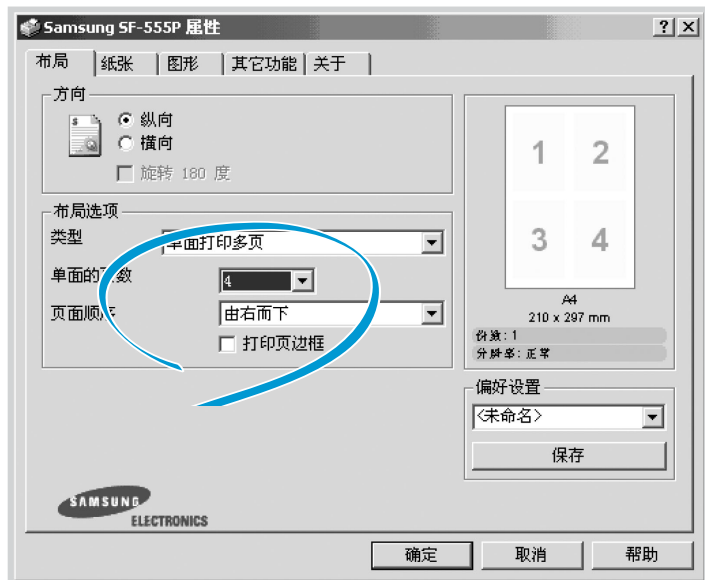 Samsung SF-555P 属性
布局 纸张 图形 其它功能 关于
方向
纵向
横向
旋转 180 度
布局选项
类型 单面打印多页
单面的页数 4
页面顺序 由右而下
打印页边框
1 2
3 4
A4
210 x 297 mm
份数: 1
分辨率: 正常
偏好设置
<未命名>
保存
SAMSUNG
ELECTRONICS
确定 取消 帮助